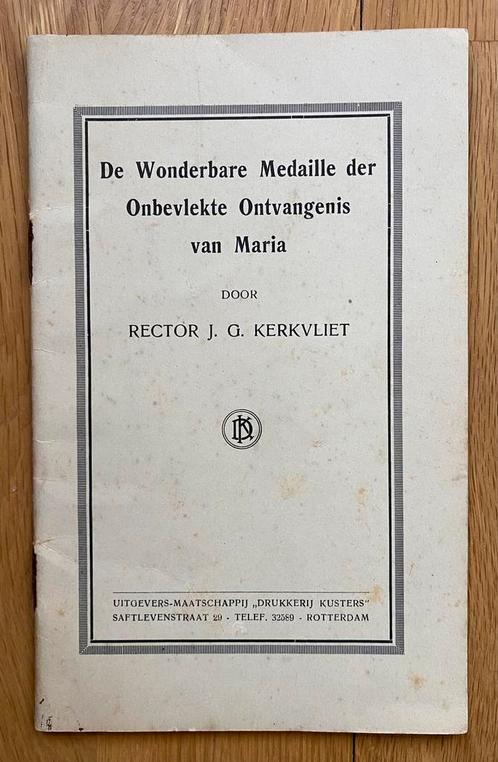 De Wonderbare Medaille der
Onbevlekte Ontvangenis
van Maria
DOOR
RECTOR J. G. KERKVLIET
DK
UITGEVERS-MAATSCHAPPIJ „DRUKKERIJ KUSTERS"
SAFTLEVENSTRAAT 29 - TELEF. 32589 - ROTTERDAM